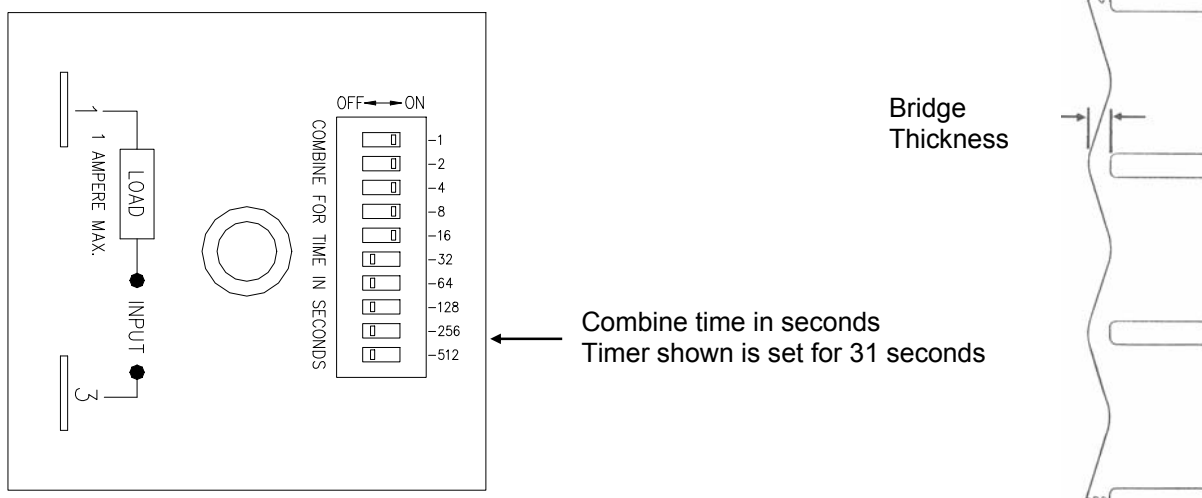 OFF ON
COMBINE FOR TIME IN SECONDS
-1
-2
-4
-8
-16
-32
-64
-128
-256
-512
1
1 AMPERE MAX.
LOAD
INPUT
3
Combine time in seconds
Timer shown is set for 31 seconds
Bridge
Thickness